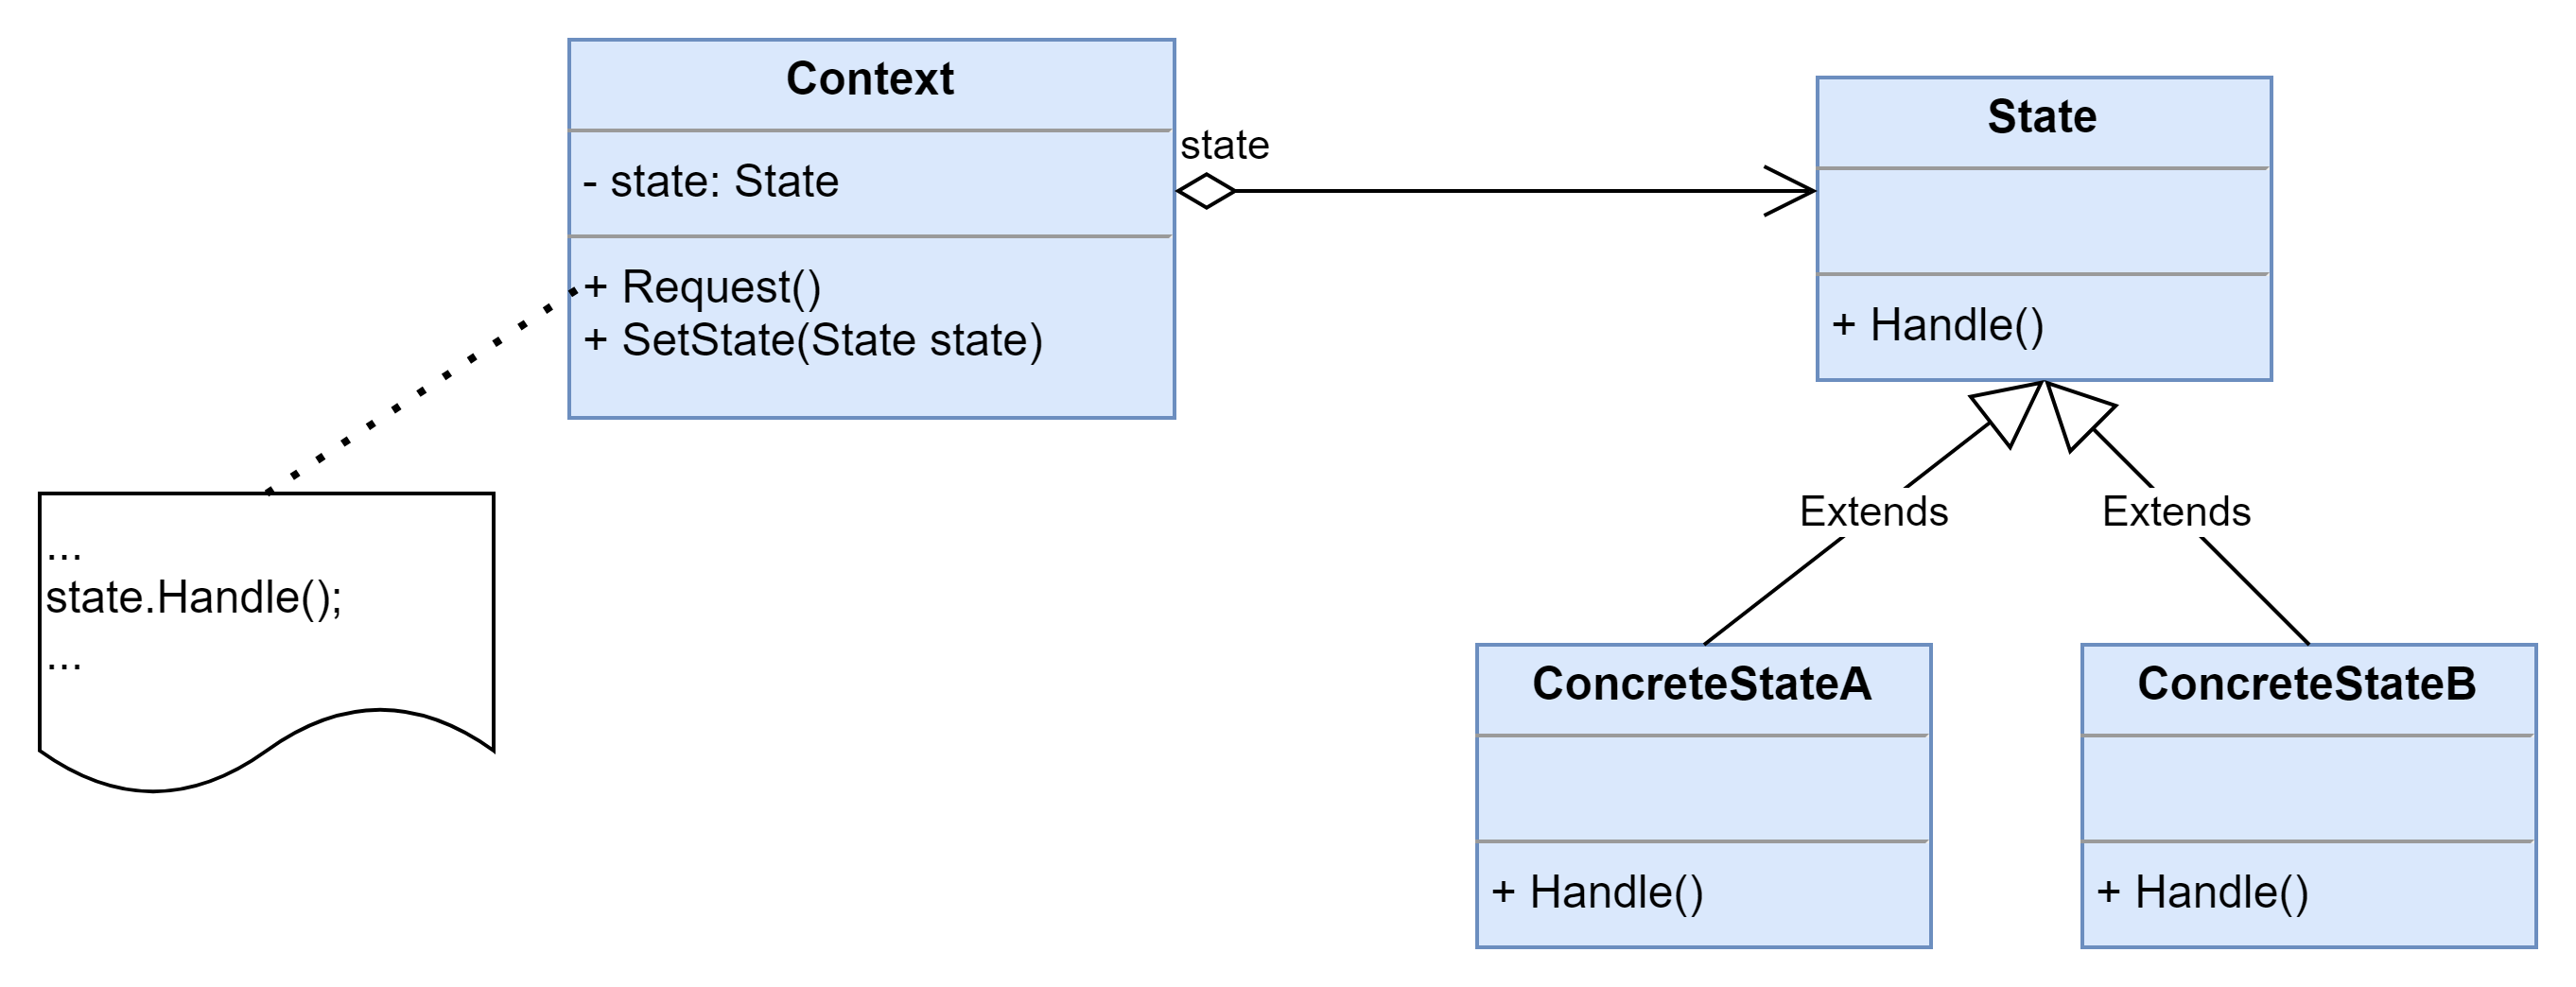 Context
- state: State
+ Request()
+ SetState(State state)
state
State
+ Handle()
...
state.Handle();
...
Extends
Extends
ConcreteStateA
+ Handle()
ConcreteStateB
+ Handle()